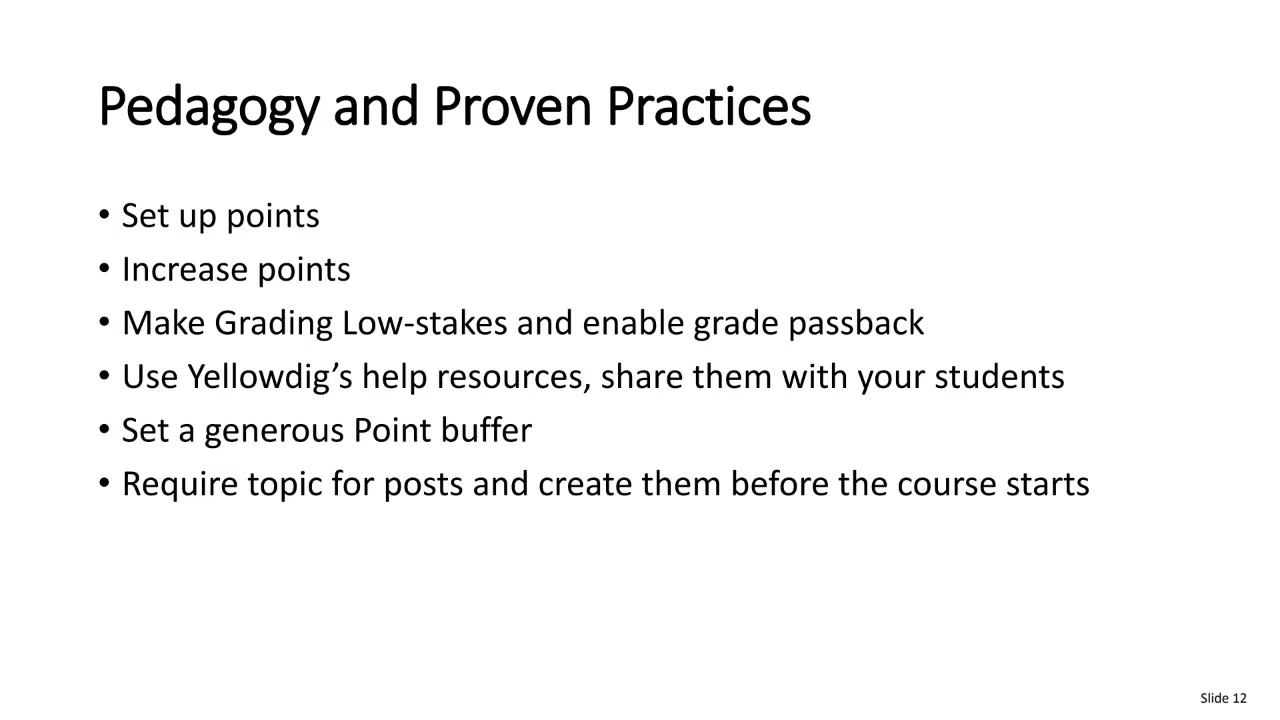 Pedagogy and Proven Practices
• Set up points
• Increase points
• Make Grading Low-stakes and enable grade passback
• Use Yellowdig’s help resources, share them with your students
• Set a generous Point buffer
• Require topic for posts and create them before the course starts
Slide 12